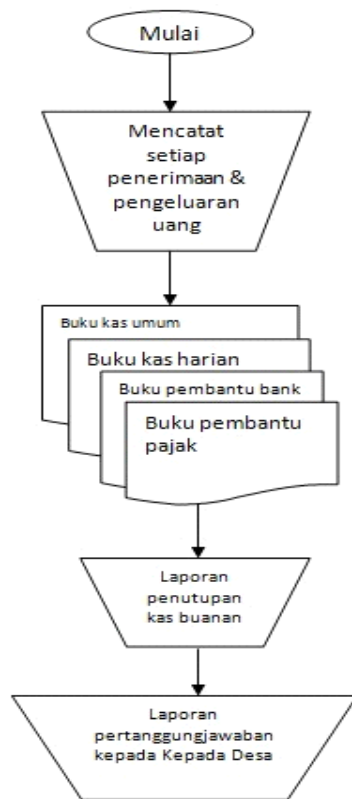 Mulai
Mencatat
setiap
penerimaan &
pengeluaran
uang
Buku kas umum
Buku kas harian
Buku pembantu bank
Buku pembantu
pajak
Laporan
penutupan
kas buanan
Laporan
pertanggungjawaban
kepada Kepada Desa